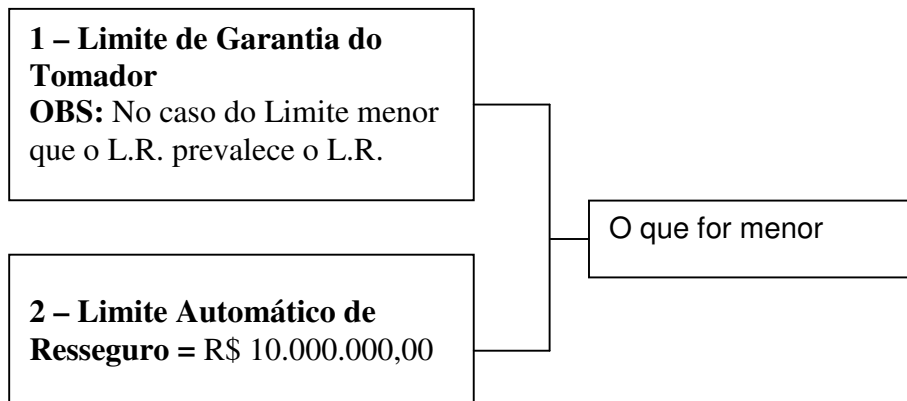 1 – Limite de Garantia do
Tomador
OBS: No caso do Limite menor
que o L.R. prevalece o L.R.
O que for menor
2 – Limite Automático de
Resseguro = R$ 10.000.000,00